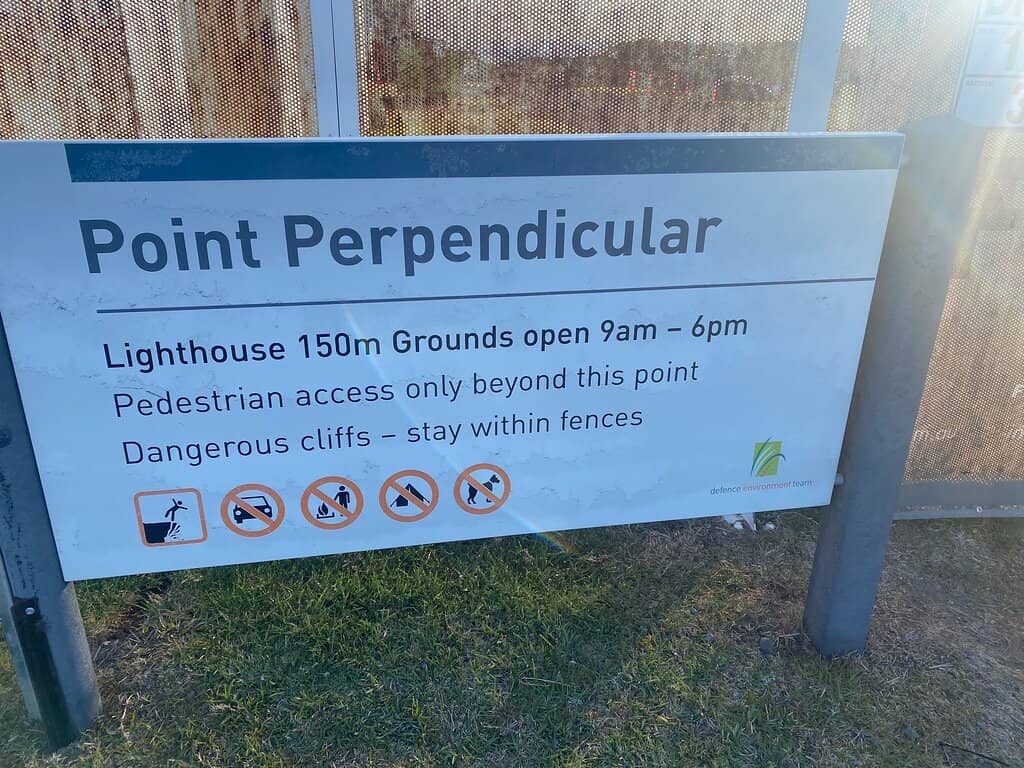 Point Perpendicular
Lighthouse 150m Grounds open 9am – 6pm
Pedestrian access only beyond this point
Dangerous cliffs – stay within fences
defence environment team